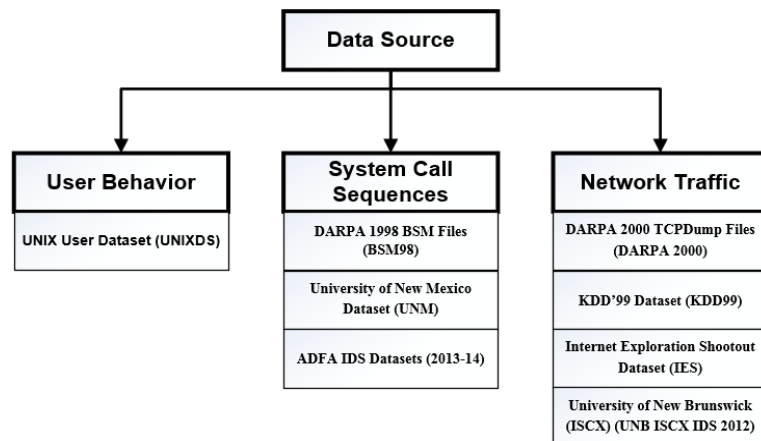 Data Source
User Behavior
UNIX User Dataset (UNIXDS)
System Call
Sequences
DARPA 1998 BSM Files
(BSM98)
University of New Mexico
Dataset (UNM)
ADFA IDS Datasets (2013-14)
Network Traffic
DARPA 2000 TCPDump Files
(DARPA 2000)
KDD'99 Dataset (KDD99)
Internet Exploration Shootout
Dataset (IES)
University of New Brunswick
(ISCX) (UNB ISCX IDS 2012)